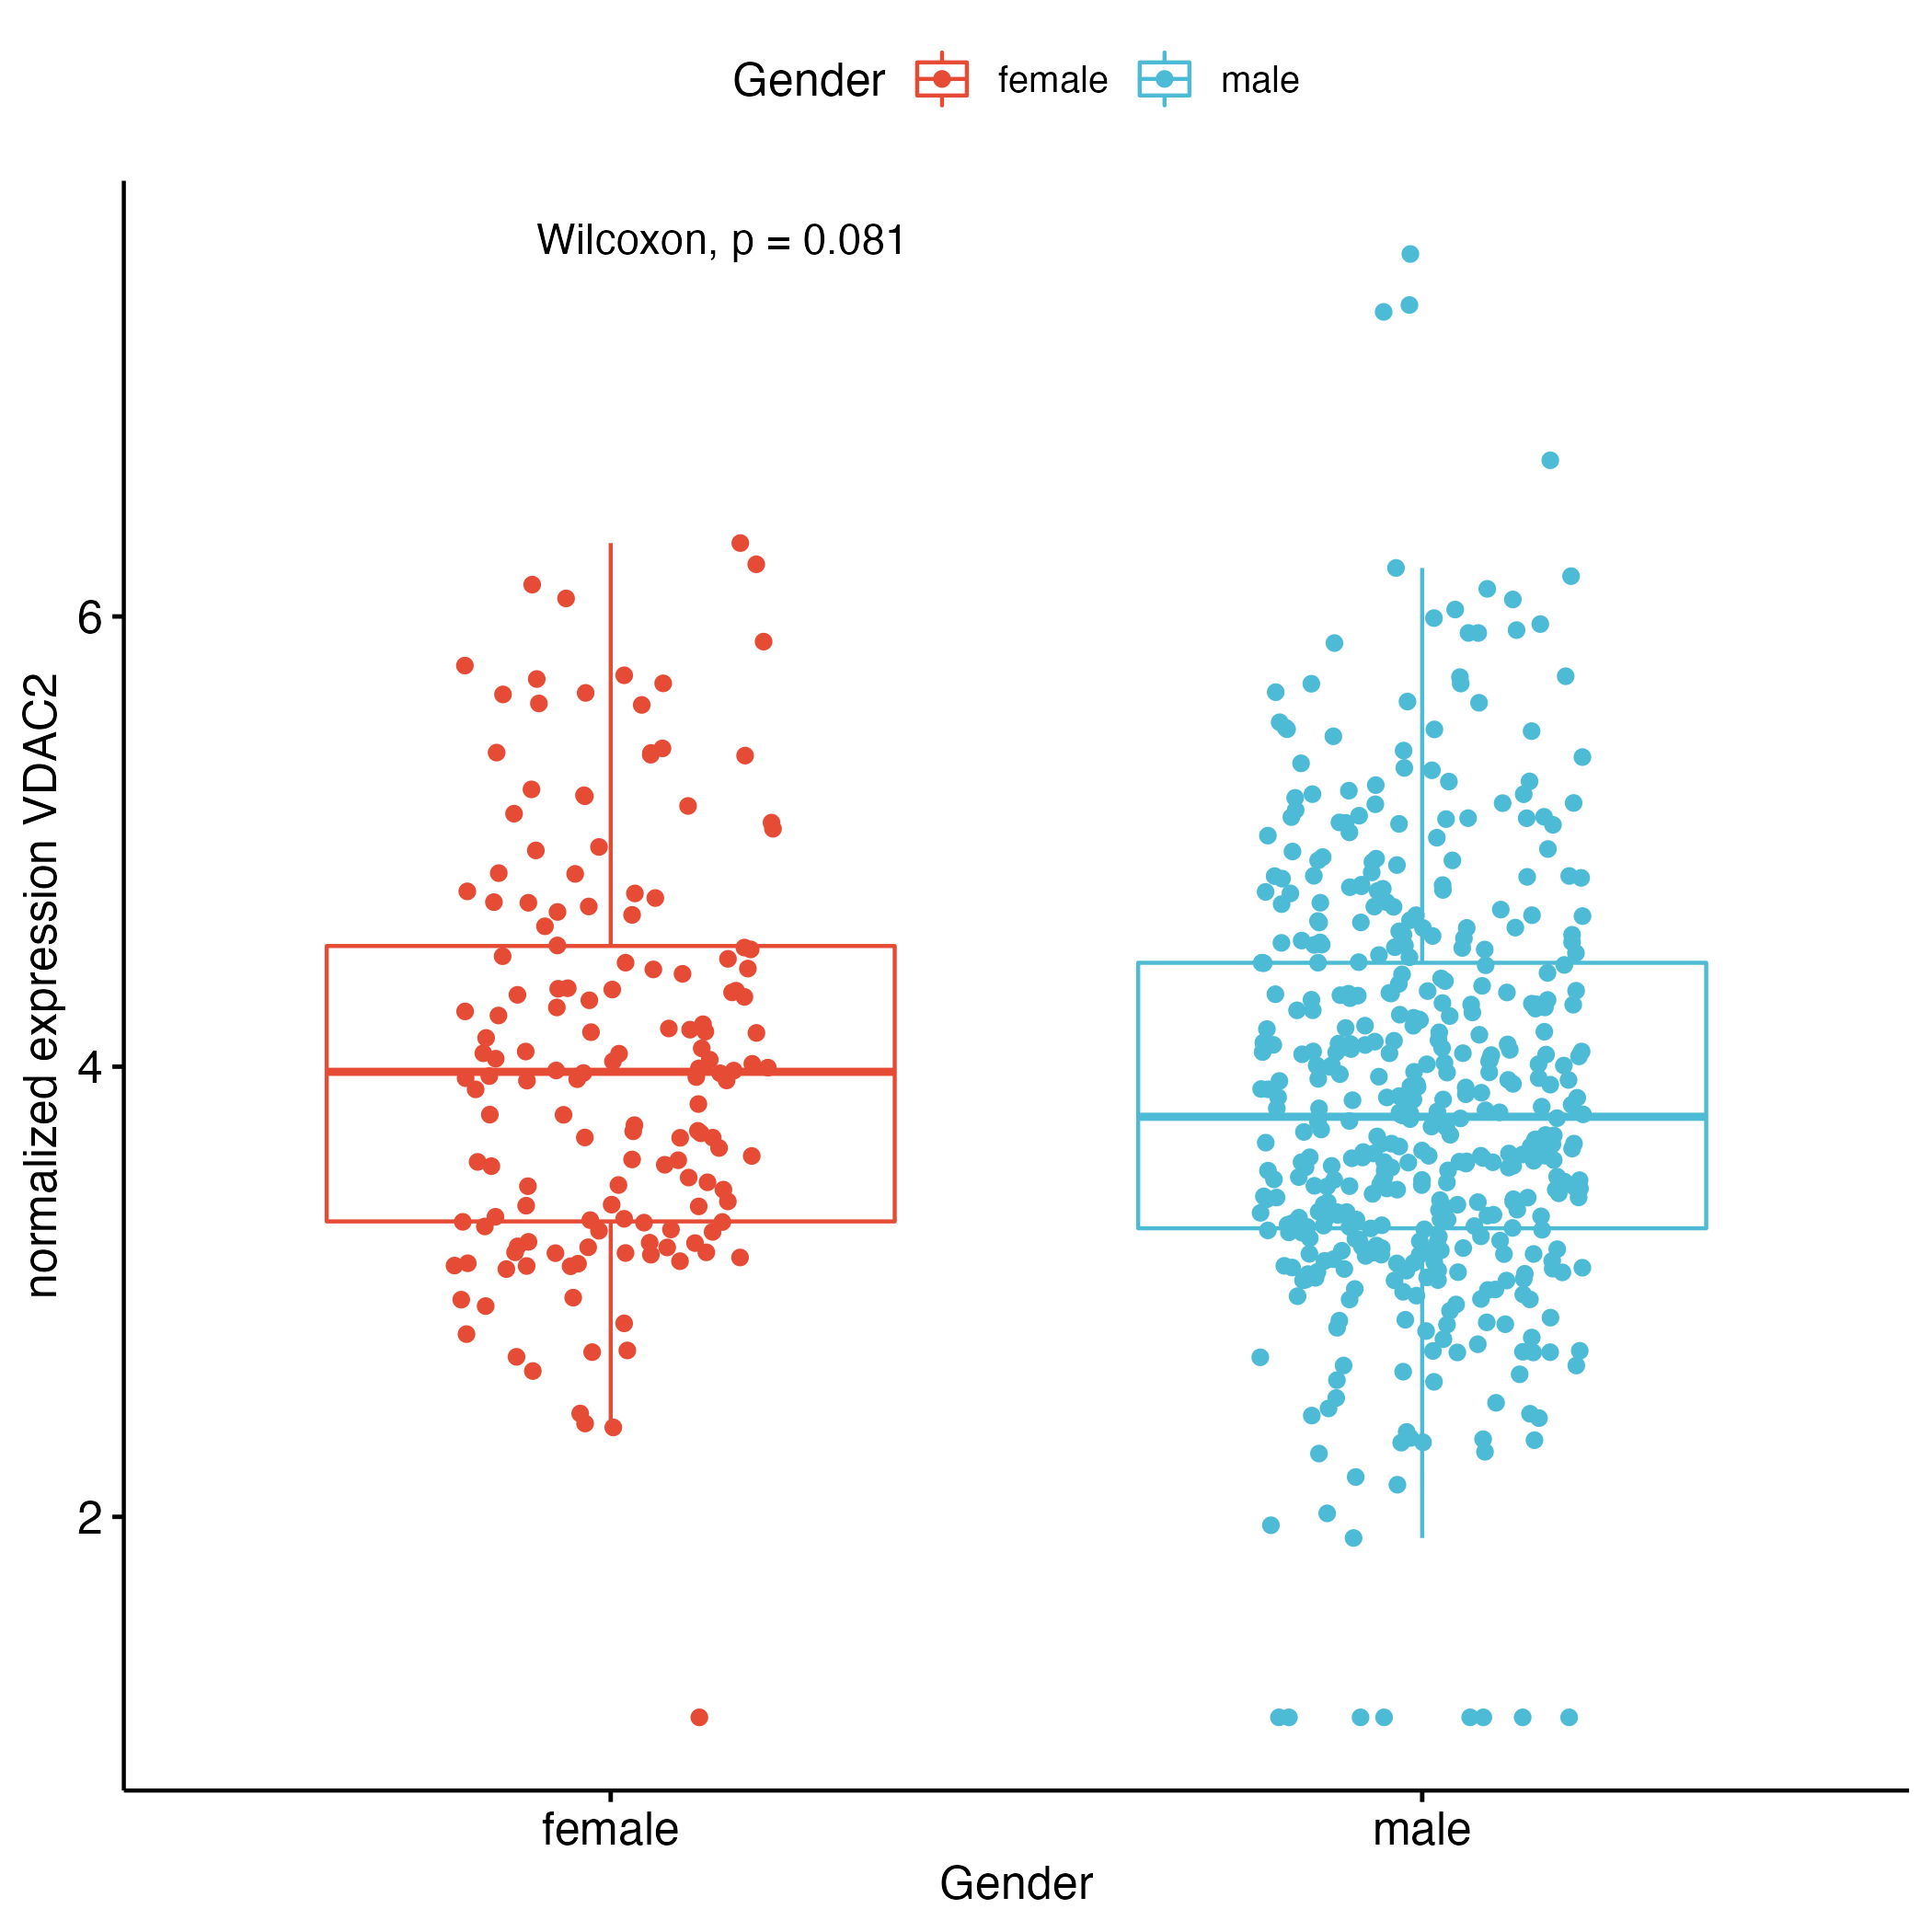 Gender female male
Wilcoxon, p = 0.081
normalized expression VDAC2
6
4
2
female male
Gender